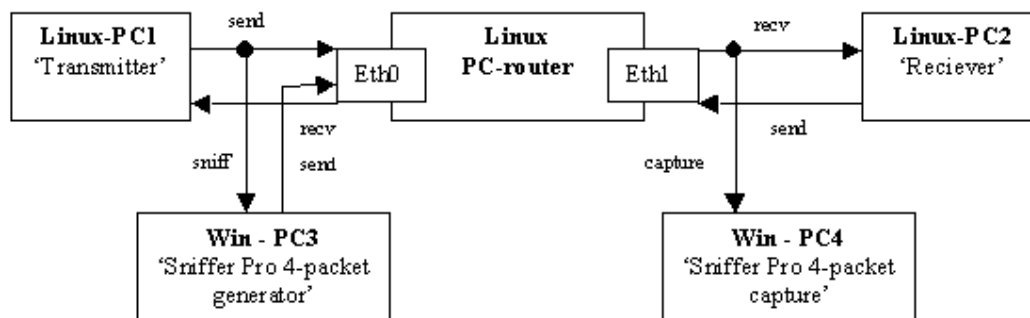 send
recv
Linux-PC1
'Transmitter'
Linux
PC-router
Linux-PC2
'Reciever'
Eth0
Eth1
recv
send
sniff
send
capture
Win - PC3
'Sniffer Pro 4-packet
generator'
Win - PC4
'Sniffer Pro 4-packet
capture'